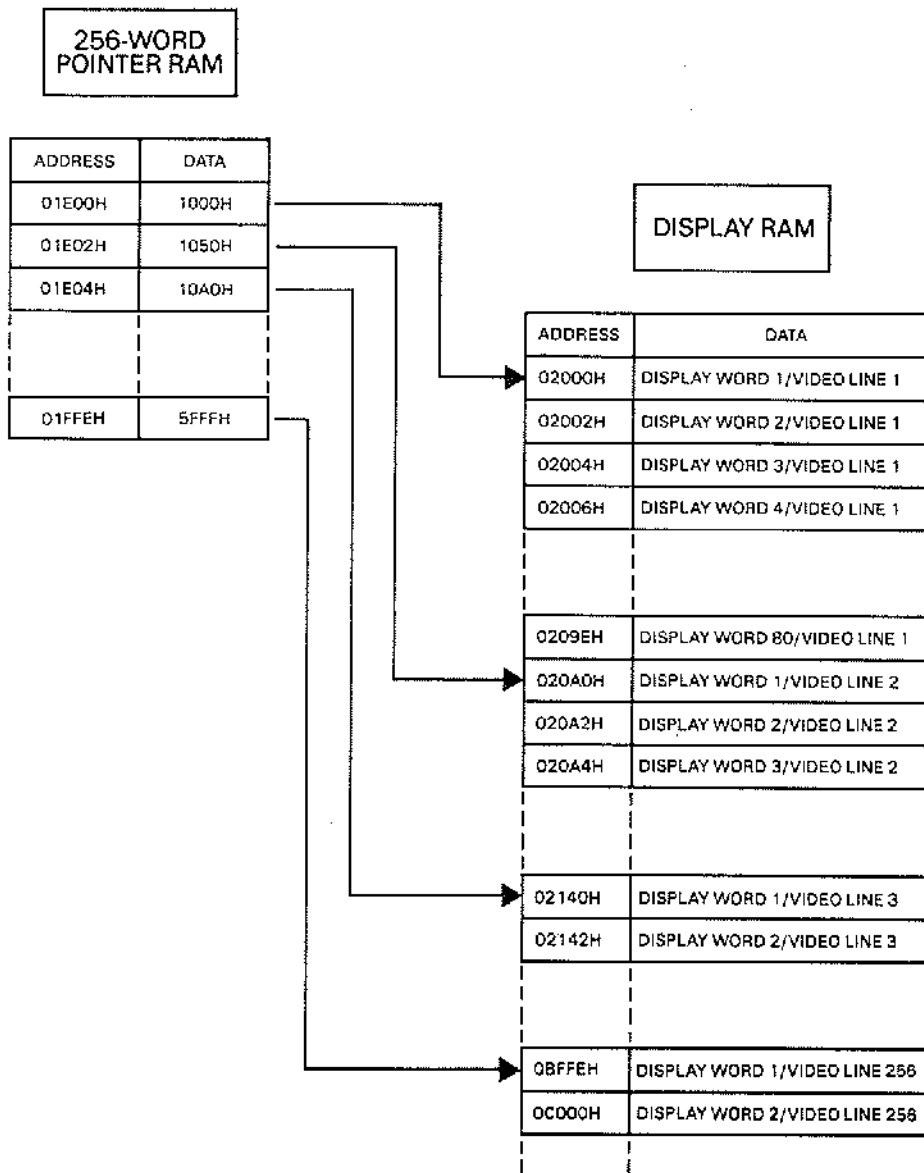 256-WORD
POINTER RAM
ADDRESS DATA
01E00H 1000H
01E02H 1050H
01E04H 10A0H
01FFEH 5FFFH
DISPLAY RAM
ADDRESS DATA
02000H DISPLAY WORD 1/VIDEO LINE 1
02002H DISPLAY WORD 2/VIDEO LINE 1
02004H DISPLAY WORD 3/VIDEO LINE 1
02006H DISPLAY WORD 4/VIDEO LINE 1
0209EH DISPLAY WORD 80/VIDEO LINE 1
020A0H DISPLAY WORD 1/VIDEO LINE 2
020A2H DISPLAY WORD 2/VIDEO LINE 2
020A4H DISPLAY WORD 3/VIDEO LINE 2
02140H DISPLAY WORD 1/VIDEO LINE 3
02142H DISPLAY WORD 2/VIDEO LINE 3
0BFFEH DISPLAY WORD 1/VIDEO LINE 256
0C000H DISPLAY WORD 2/VIDEO LINE 256